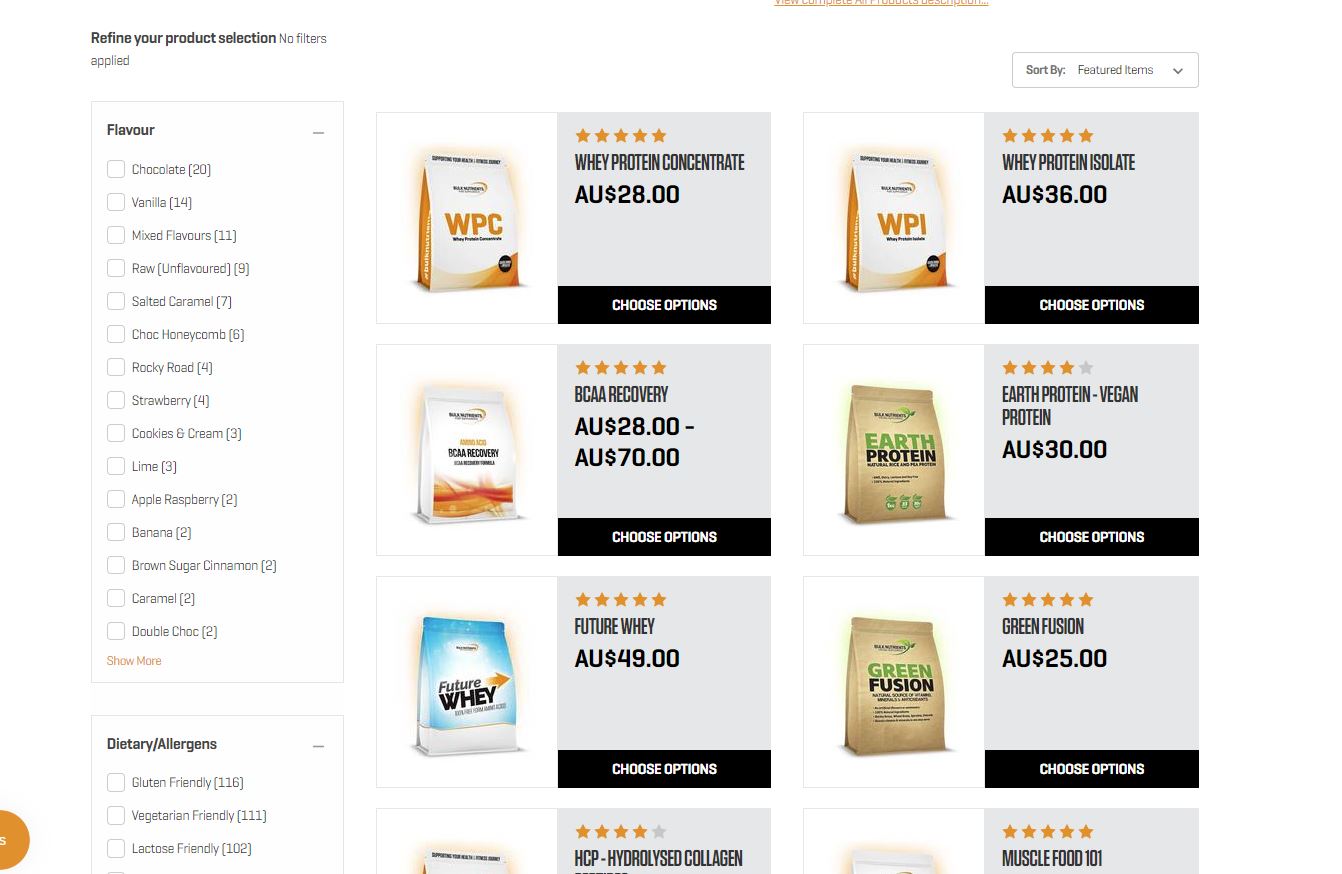 View Complete All Products Description...
Refine your product selection No filters
applied
Sort By: Featured Items
Flavour
Chocolate (20)
Vanilla (14)
Mixed Flavours (11)
Raw (Unflavoured) (9)
Salted Caramel (7)
Choc Honeycomb (6)
Rocky Road (4)
Strawberry (4)
Cookies & Cream (3)
Lime (3)
Apple Raspberry (2)
Banana (2)
Brown Sugar Cinnamon (2)
Caramel (2)
Double Choc (2)
Show More
Dietary/Allergens
Gluten Friendly (116)
Vegetarian Friendly (111)
Lactose Friendly (102)
s
SUPPORTING YOUR HEALTH | FITNESS JOURNEY
BULK NUTRIENTS
WPC
Whey Protein Concentrate
#bulknutrients
WHEY PROTEIN CONCENTRATE
AU$28.00
CHOOSE OPTIONS
SUPPORTING YOUR HEALTH | FITNESS JOURNEY
BULK NUTRIENTS
WPI
Whey Protein Isolate
#bulknutrients
WHEY PROTEIN ISOLATE
AU$36.00
CHOOSE OPTIONS
BULK NUTRIENTS
AMINO ACID
BCAA RECOVERY
BCAA RECOVERY FORMULA
BCAA RECOVERY
AU$28.00 -
AU$70.00
CHOOSE OPTIONS
BULK NUTRIENTS
EARTH
PROTEIN
NATURAL RICE AND PEA PROTEIN
EARTH PROTEIN - VEGAN
PROTEIN
AU$30.00
CHOOSE OPTIONS
Future
WHEY
100% FREE FORM AMINO ACIDS
FUTURE WHEY
AU$49.00
CHOOSE OPTIONS
BULK NUTRIENTS
GREEN
FUSION
NATURAL SOURCE OF VITAMINS,
MINERALS & ANTIOXIDANTS
GREEN FUSION
AU$25.00
CHOOSE OPTIONS
SUPPORTING YOUR HEALTH | FITNESS JOURNEY
HCP - HYDROLYSED COLLAGEN
MUSCLE FOOD 101